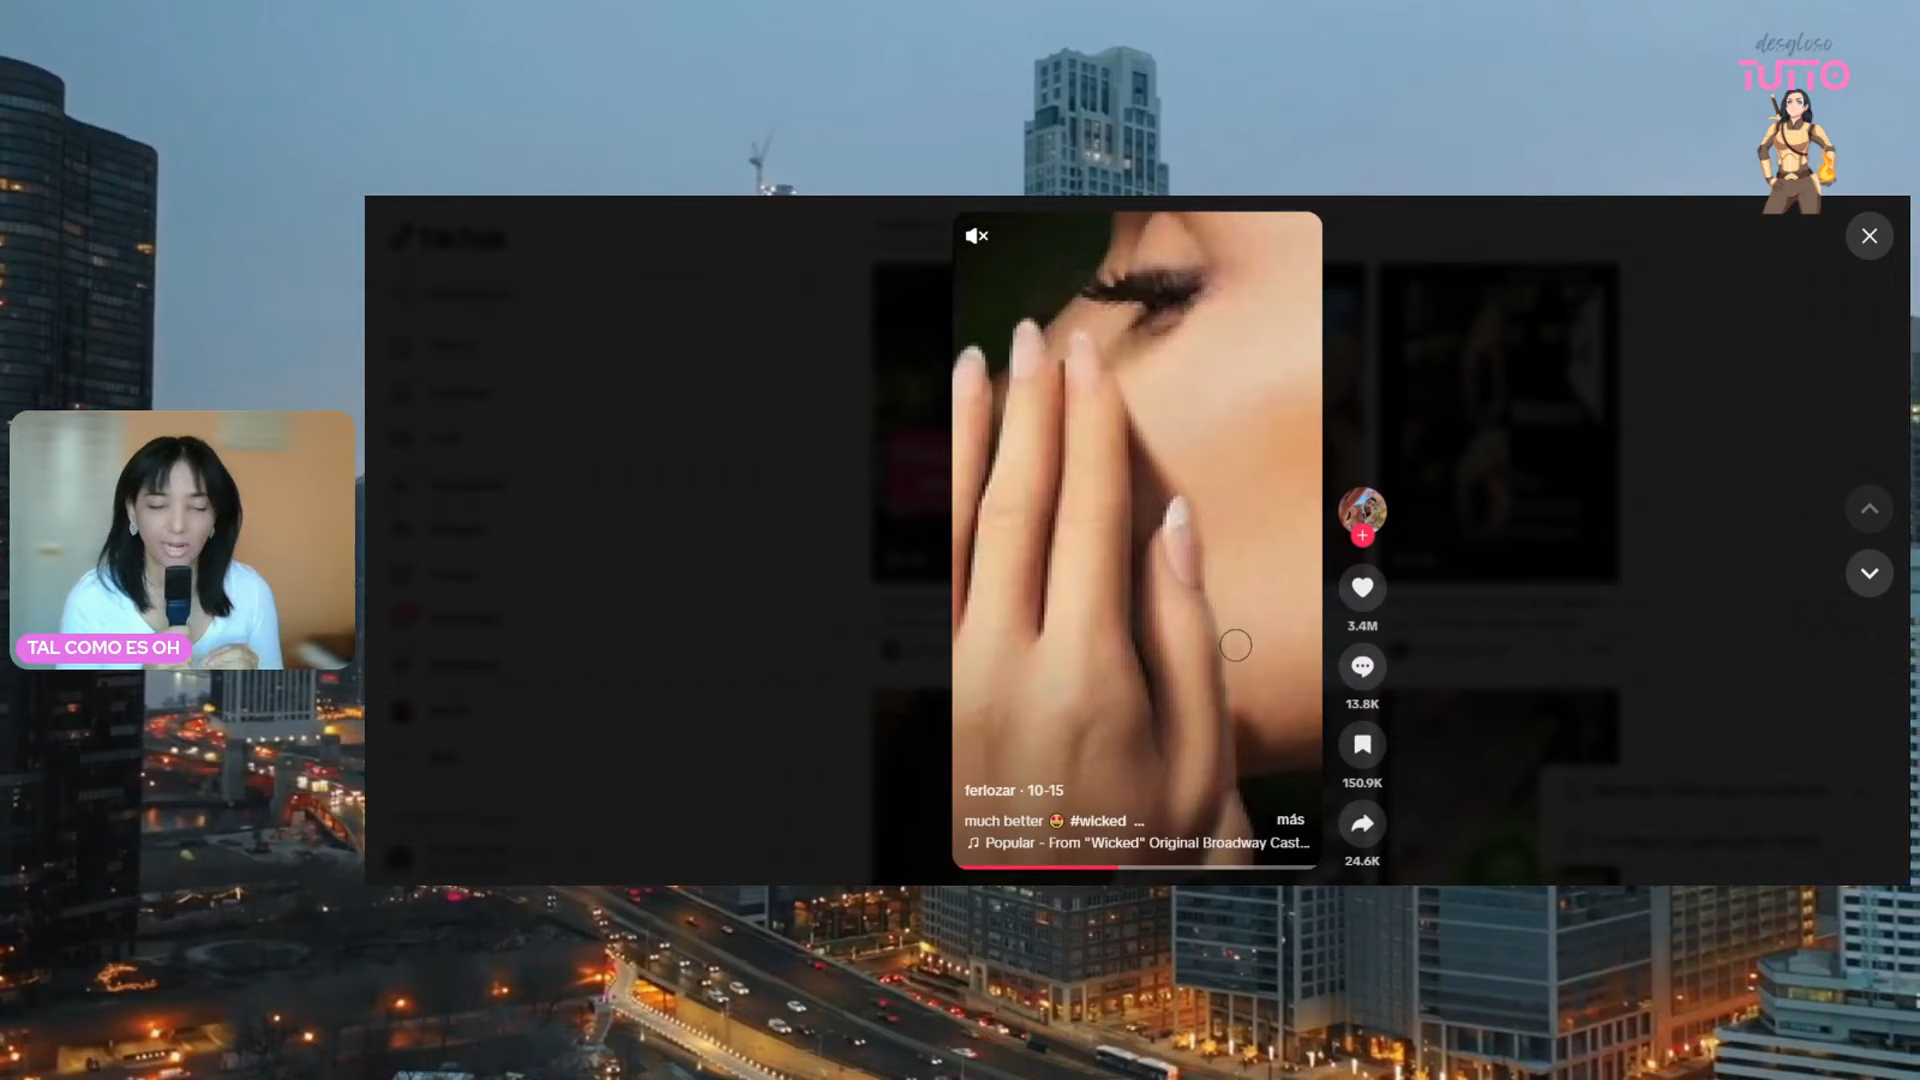 desgloso
TUTTO
TAL COMO ES OH
3.4M
13.8K
150.9K
24.6K
ferlozar · 10-15
much better 🤩 #wicked ...
más
♫ Popular - From "Wicked" Original Broadway Cast...